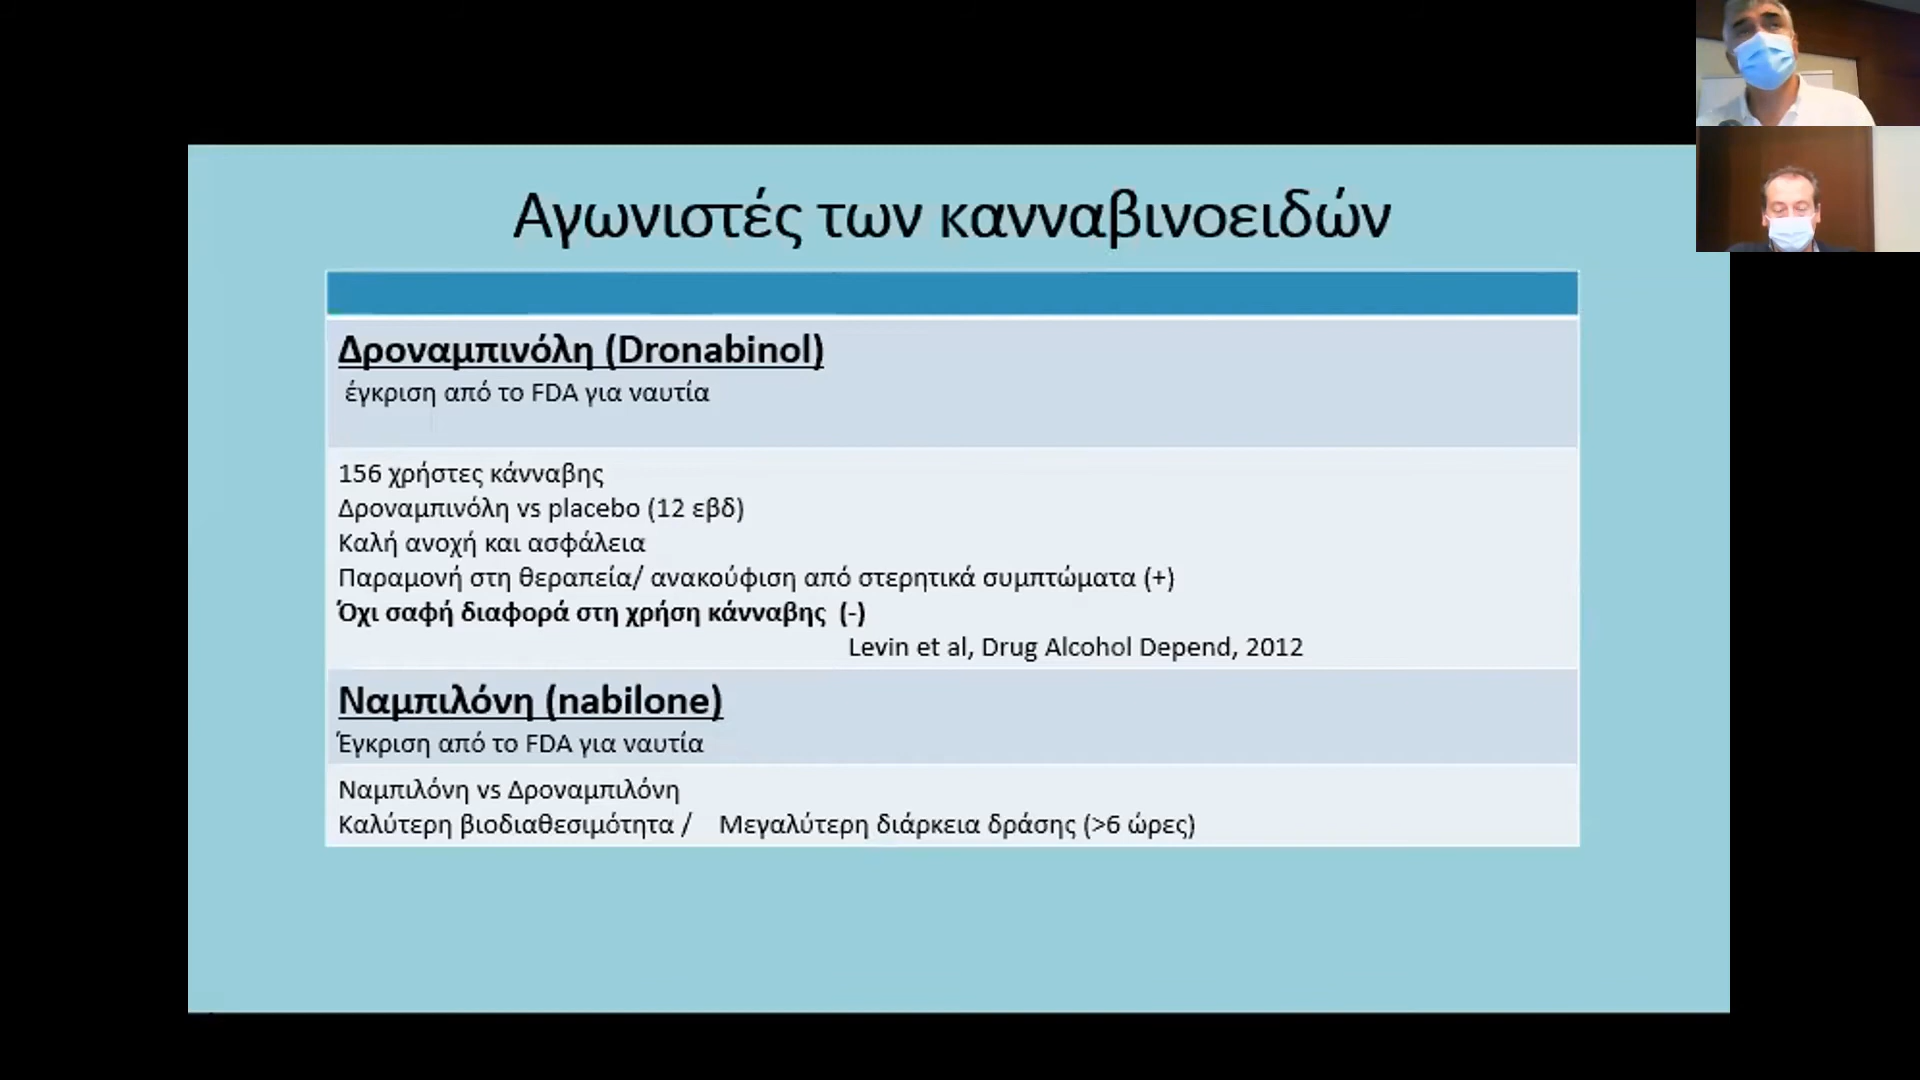 Αγωνιστές των κανναβινοειδών
Δροναμπινόλη (Dronabinol)
έγκριση από το FDA για ναυτία
156 χρήστες κάνναβης
Δροναμπινόλη vs placebo (12 εβδ)
Καλή ανοχή και ασφάλεια
Παραμονή στη θεραπεία/ ανακούφιση από στερητικά συμπτώματα (+)
Όχι σαφή διαφορά στη χρήση κάνναβης (-)
Levin et al, Drug Alcohol Depend, 2012
Ναμπιλόνη (nabilone)
Έγκριση από το FDA για ναυτία
Ναμπιλόνη vs Δροναμπιλόνη
Καλύτερη βιοδιαθεσιμότητα / Μεγαλύτερη διάρκεια δράσης (>6 ώρες)